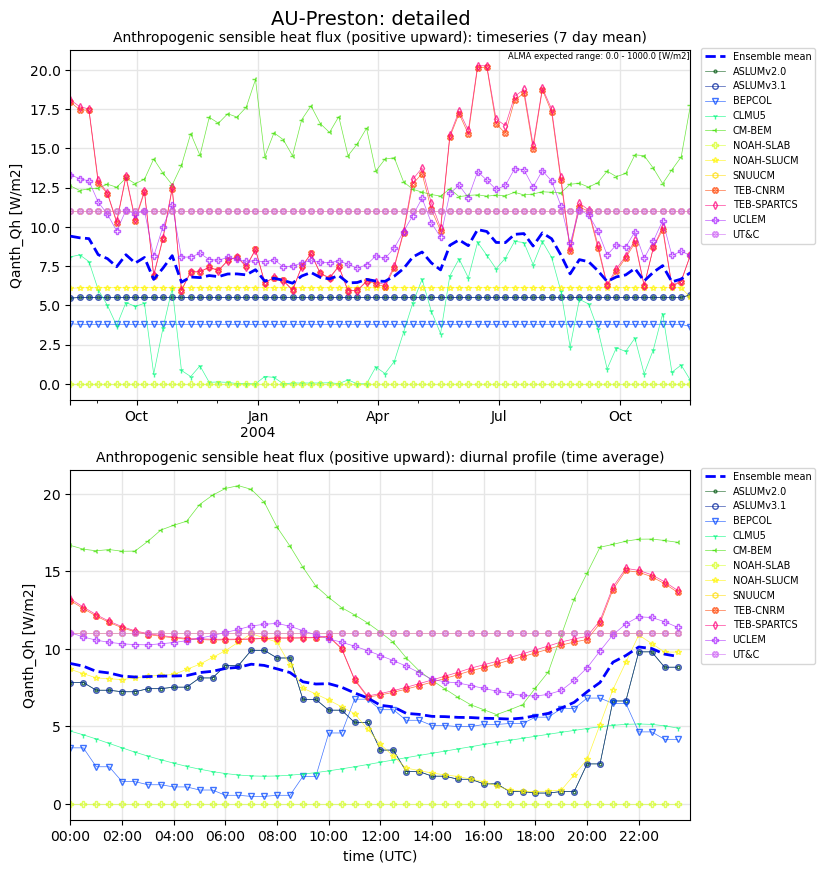 AU-Preston: detailed
Anthropogenic sensible heat flux (positive upward): timeseries (7 day mean)
ALMA expected range: 0.0 - 1000.0 [W/m2]
Qanth_Qh [W/m2]
20.0
17.5
15.0
12.5
10.0
7.5
5.0
2.5
0.0
Oct
Jan
2004
Apr
Jul
Oct
Ensemble mean
ASLUMv2.0
ASLUMv3.1
BEPCOL
CLMU5
CM-BEM
NOAH-SLAB
NOAH-SLUCM
SNUUCM
TEB-CNRM
TEB-SPARTCS
UCLEM
UT&C
Anthropogenic sensible heat flux (positive upward): diurnal profile (time average)
Qanth_Qh [W/m2]
20
15
10
5
0
00:00
02:00
04:00
06:00
08:00
10:00
12:00
14:00
16:00
18:00
20:00
22:00
time (UTC)
Ensemble mean
ASLUMv2.0
ASLUMv3.1
BEPCOL
CLMU5
CM-BEM
NOAH-SLAB
NOAH-SLUCM
SNUUCM
TEB-CNRM
TEB-SPARTCS
UCLEM
UT&C